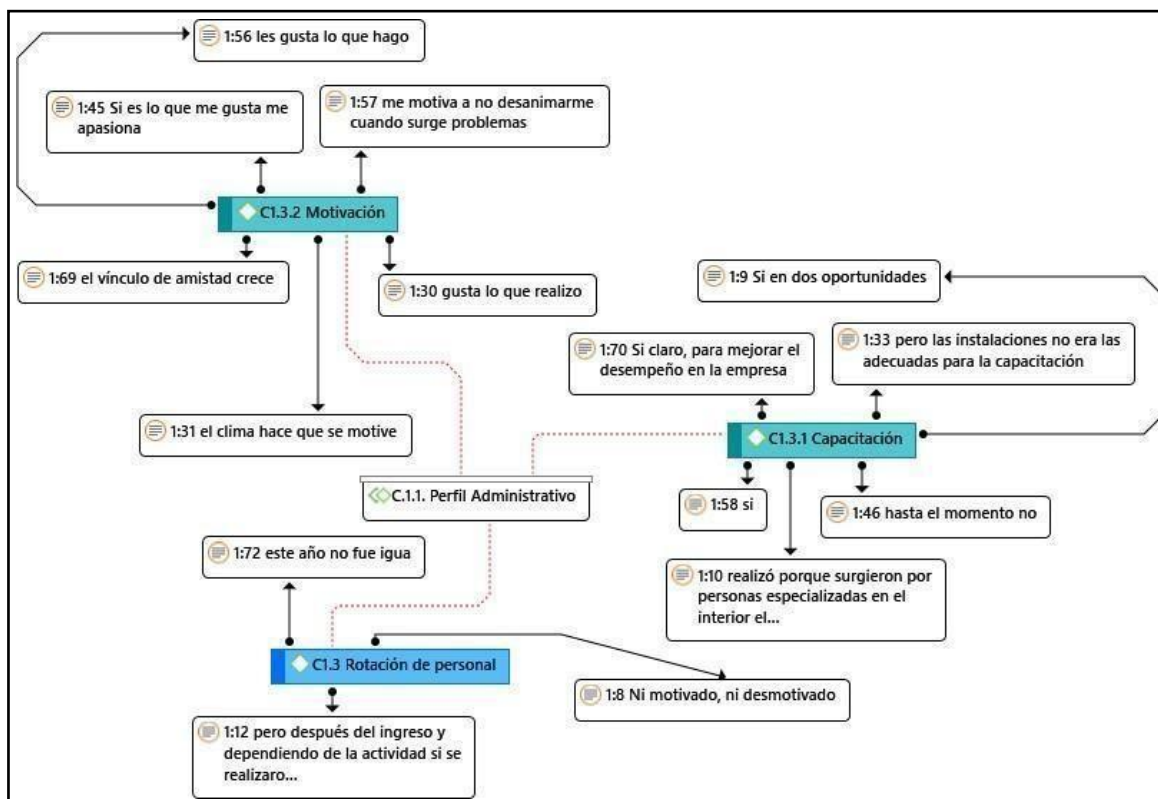 1:56 les gusta lo que hago
1:45 Si es lo que me gusta me
apasiona
1:57 me motiva a no desanimarme
cuando surge problemas
C1.3.2 Motivación
1:69 el vínculo de amistad crece
1:30 gusta lo que realizo
1:9 Si en dos oportunidades
1:70 Si claro, para mejorar el
desempeño en la empresa
1:33 pero las instalaciones no era las
adecuadas para la capacitación
1:31 el clima hace que se motive
C1.3.1 Capacitación
C.1.1. Perfil Administrativo
1:58 si
1:46 hasta el momento no
1:72 este año no fue igua
1:10 realizó porque surgieron por
personas especializadas en el
interior el...
C1.3 Rotación de personal
1:8 Ni motivado, ni desmotivado
1:12 pero después del ingreso y
dependiendo de la actividad si se
realizaro...